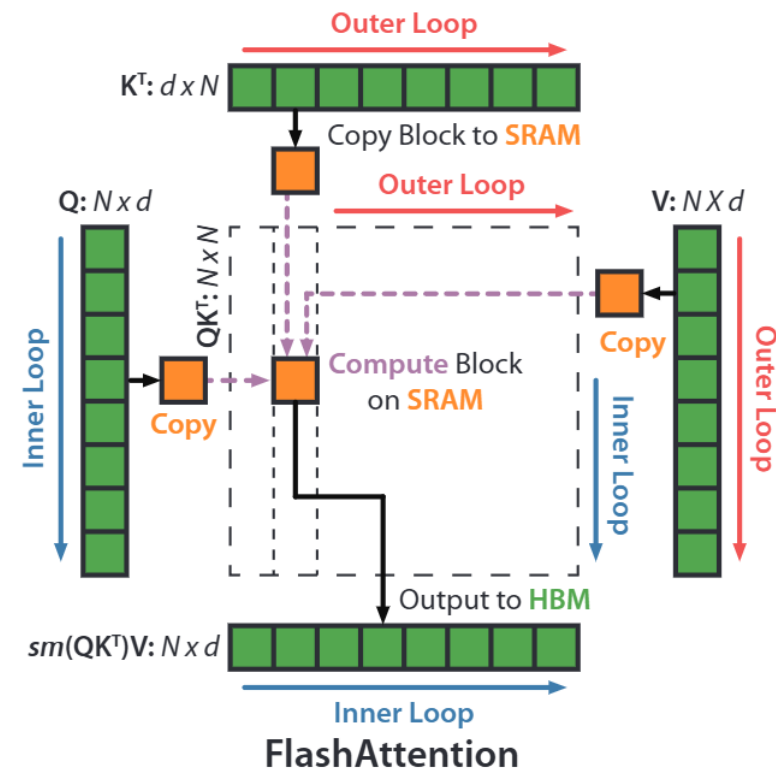 Outer Loop
Kᵀ: d x N
Copy Block to SRAM
Outer Loop
Q: N x d
V: N X d
QKᵀ: N x N
Inner Loop
Copy
Compute Block
on SRAM
Copy
Inner Loop
Outer Loop
Output to HBM
sm(QKᵀ)V: N x d
Inner Loop
FlashAttention